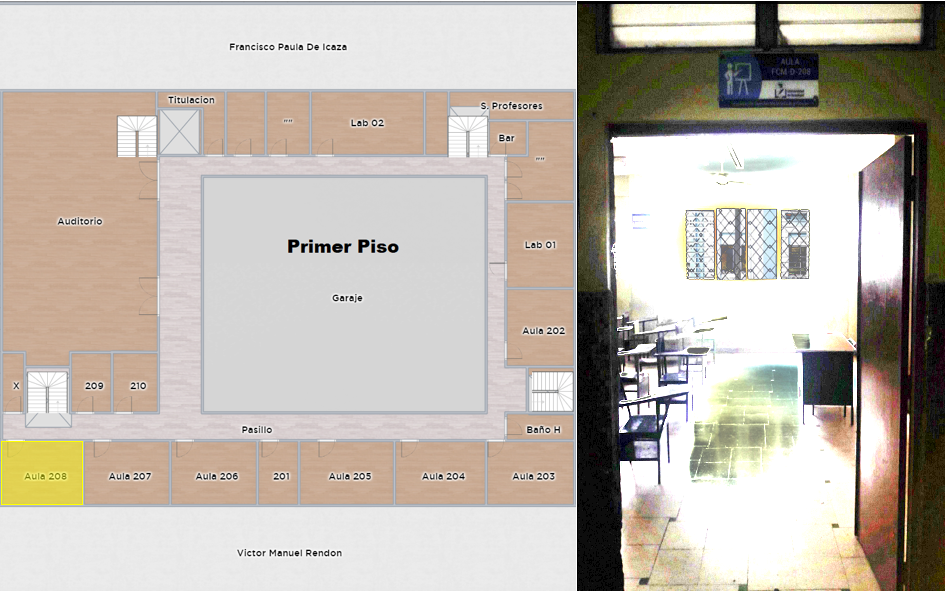 Francisco Paula De Icaza
Titulacion
""
Lab 02
S. Profesores
Bar
""
Auditorio
Primer Piso
Garaje
Lab 01
Aula 202
X
209
210
Pasillo
Baño H
Aula 208
Aula 207
Aula 206
201
Aula 205
Aula 204
Aula 203
Víctor Manuel Rendon
AULA
FCM-D-208